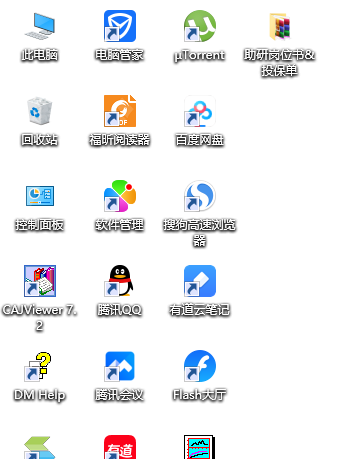 此电脑
电脑管家
µTorrent
助研岗位书&
投保单
回收站
福昕阅读器
百度网盘
控制面板
软件管理
搜狗高速浏览
器
CAJViewer 7.
2
腾讯QQ
有道云笔记
DM Help
腾讯会议
Flash大厅
有道